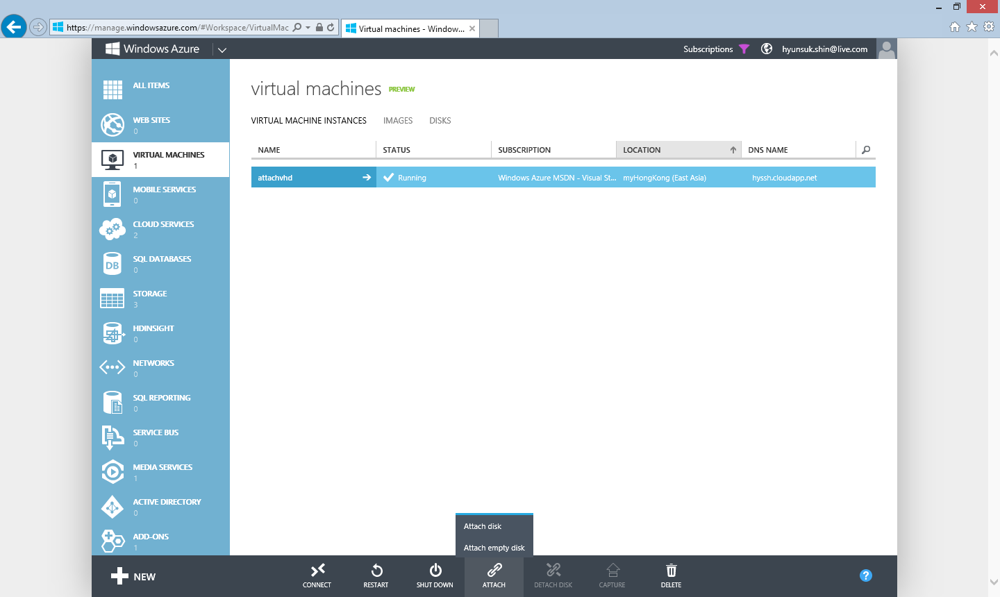 https://manage.windowsazure.com/#Workspace/VirtualMac
Virtual machines - Window...
Windows Azure
Subscriptions
hyunsuk.shin@live.com
ALL ITEMS
WEB SITES
0
VIRTUAL MACHINES
1
MOBILE SERVICES
0
CLOUD SERVICES
2
DB
SQL DATABASES
0
STORAGE
3
HDINSIGHT
0
NETWORKS
0
SQL REPORTING
0
SERVICE BUS
0
MEDIA SERVICES
1
ACTIVE DIRECTORY
0
ADD-ONS
1
virtual machines PREVIEW
VIRTUAL MACHINE INSTANCES IMAGES DISKS
NAME STATUS SUBSCRIPTION LOCATION DNS NAME
attachvhd Running Windows Azure MSDN - Visual St... myHongKong (East Asia) hyssh.cloudapp.net
Attach disk
Attach empty disk
NEW
CONNECT RESTART SHUT DOWN ATTACH DETACH DISK CAPTURE DELETE
?